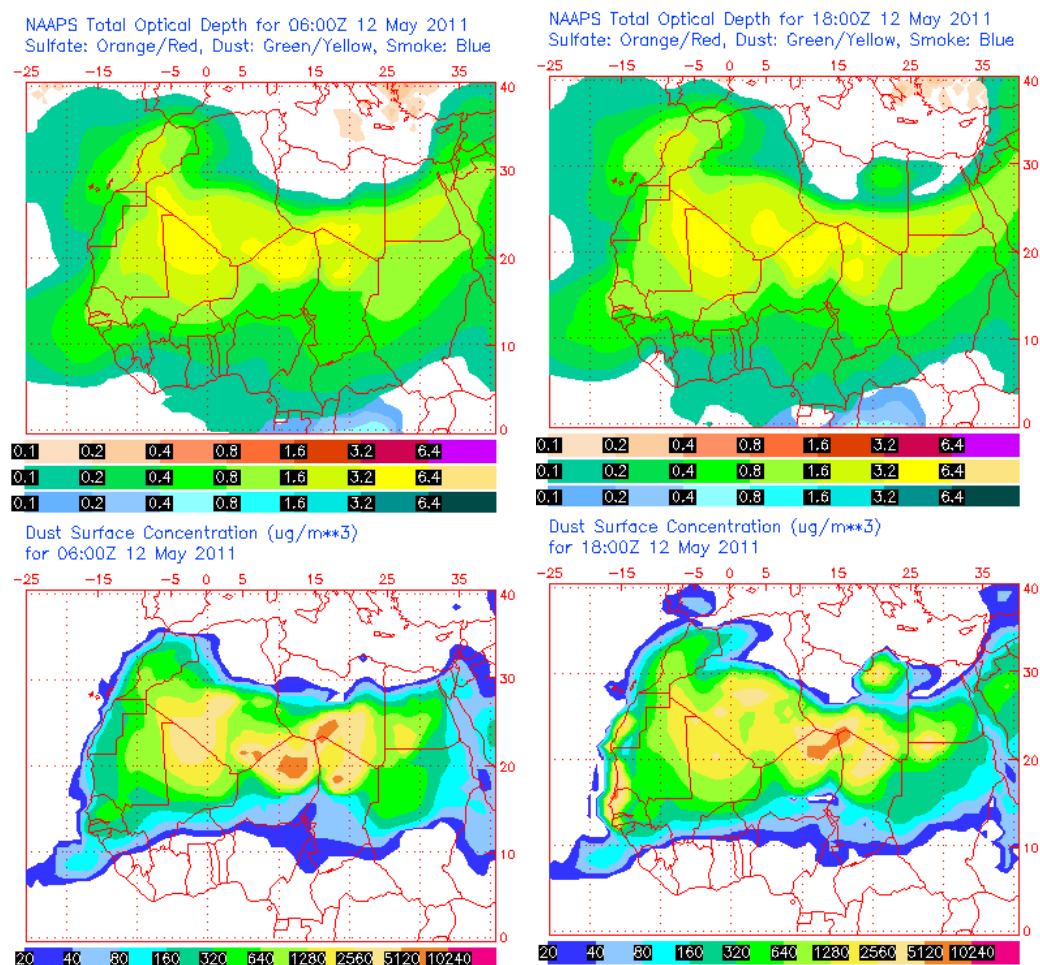 NAAPS Total Optical Depth for 06:00Z 12 May 2011
Sulfate: Orange/Red, Dust: Green/Yellow, Smoke: Blue
-25 -15 -5 0 5 15 25 35
40
30
20
10
0
0.1 0.2 0.4 0.8 1.6 3.2 6.4
0.1 0.2 0.4 0.8 1.6 3.2 6.4
0.1 0.2 0.4 0.8 1.6 3.2 6.4
NAAPS Total Optical Depth for 18:00Z 12 May 2011
Sulfate: Orange/Red, Dust: Green/Yellow, Smoke: Blue
-25 -15 -5 0 5 15 25 35
40
30
20
10
0
0.1 0.2 0.4 0.8 1.6 3.2 6.4
0.1 0.2 0.4 0.8 1.6 3.2 6.4
0.1 0.2 0.4 0.8 1.6 3.2 6.4
Dust Surface Concentration (ug/m**3)
for 06:00Z 12 May 2011
-25 -15 -5 0 5 15 25 35
40
30
20
10
0
20 40 80 160 320 640 1280 2560 5120 10240
Dust Surface Concentration (ug/m**3)
for 18:00Z 12 May 2011
-25 -15 -5 0 5 15 25 35
40
30
20
10
0
20 40 80 160 320 640 1280 2560 5120 10240